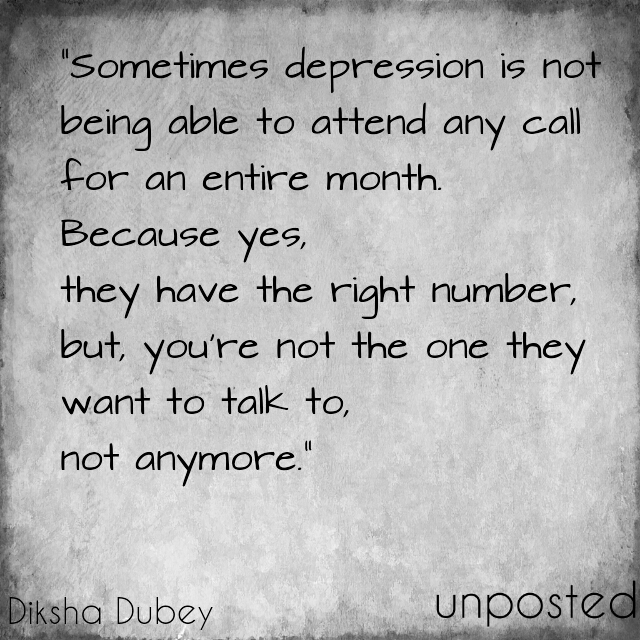 "Sometimes depression is not
being able to attend any call
for an entire month.
Because yes,
they have the right number,
but, you're not the one they
want to talk to,
not anymore."
Diksha Dubey
unposted